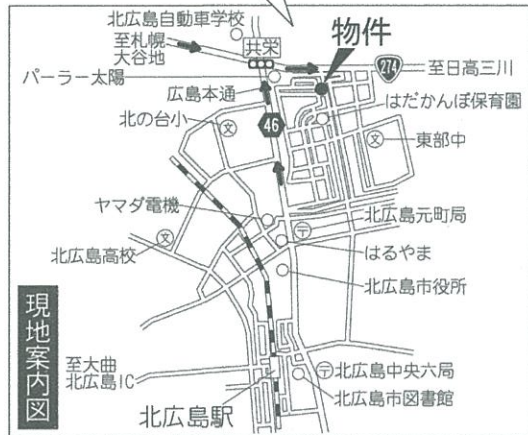 北広島自動車学校
至札幌
大谷地
共栄
物件
274
至日高三川
パーラー太陽
広島本通
はだかんぼ保育園
46
北の台小
文
文
東部中
ヤマダ電機
〒
北広島元町局
北広島高校
文
はるやま
北広島市役所
現地案内図
至大曲
北広島IC
〒
北広島中央六局
北広島市図書館
北広島駅